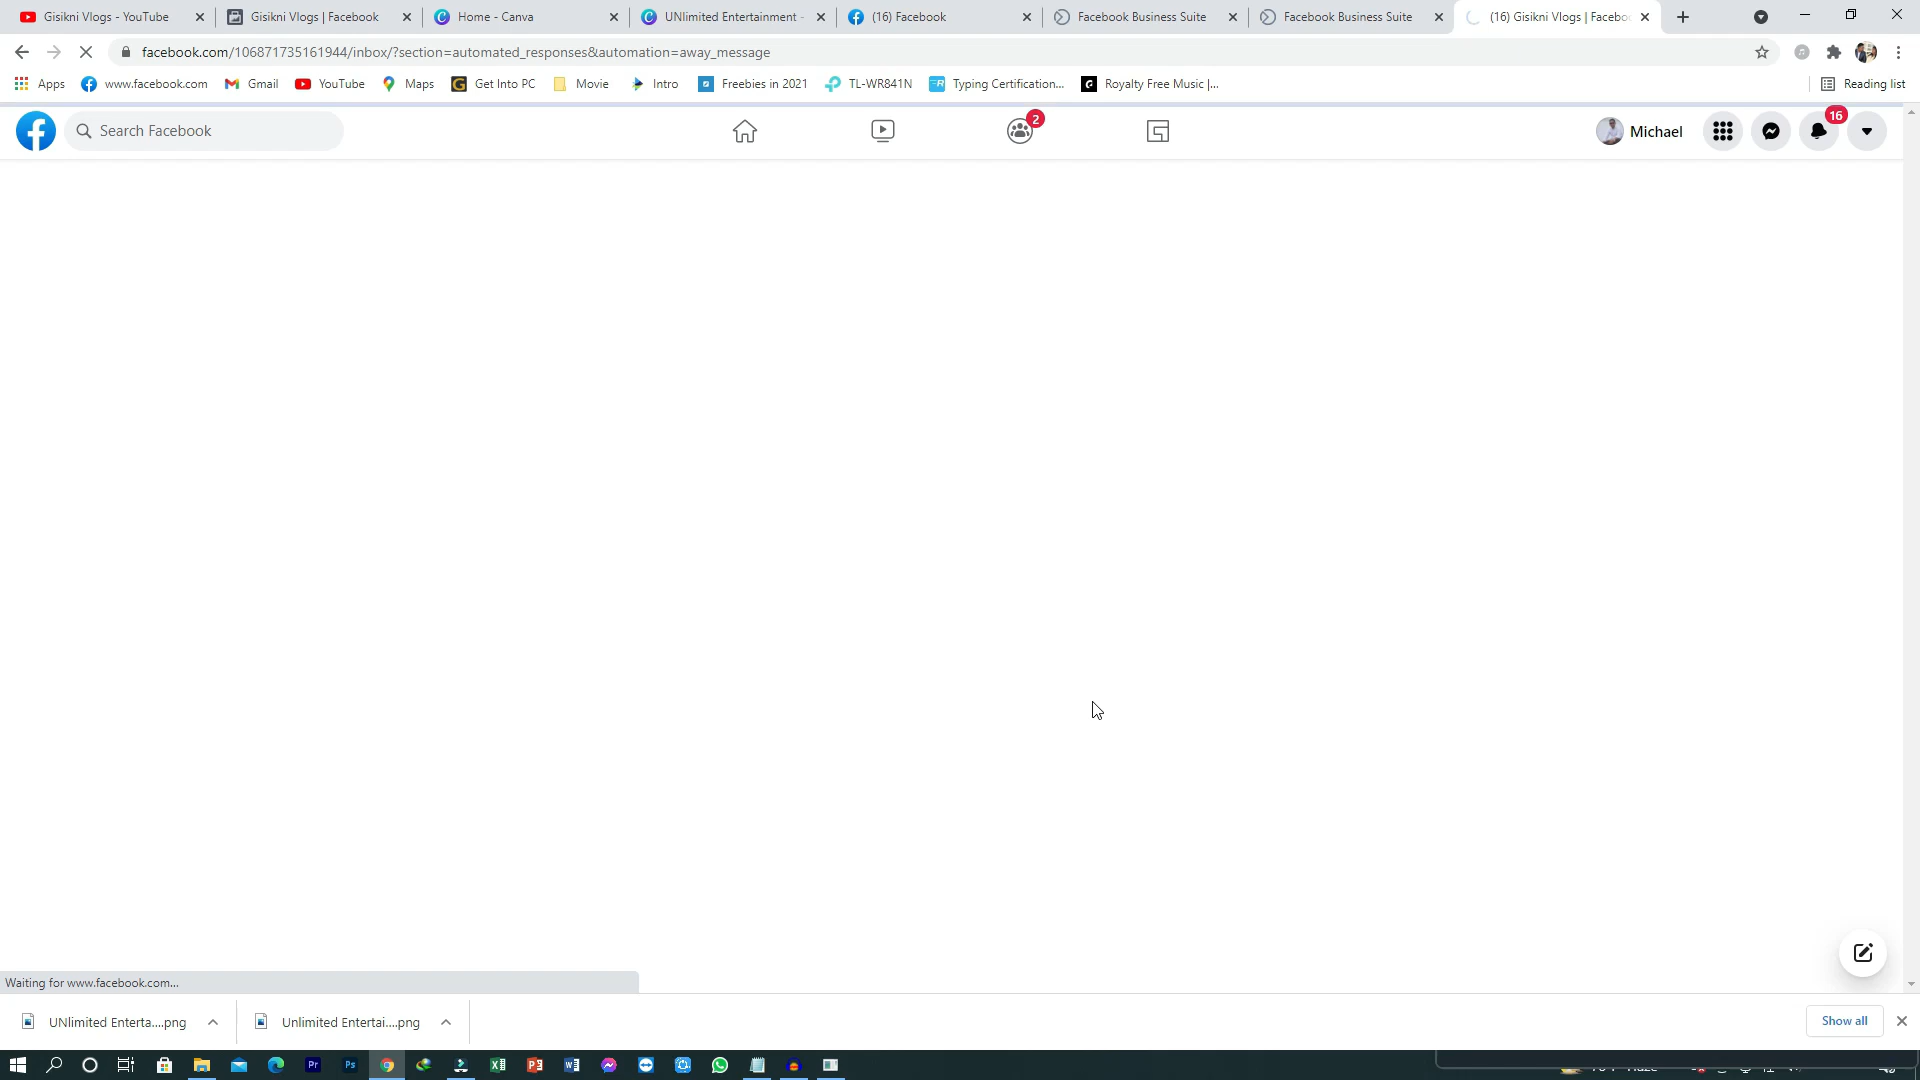 Gisikni Vlogs - YouTube
Gisikni Vlogs | Facebook
Home - Canva
UNlimited Entertainment -
(16) Facebook
Facebook Business Suite
Facebook Business Suite
(16) Gisikni Vlogs | Facebo
facebook.com/106871735161944/inbox/?section=automated_responses&automation=away_message
Apps
www.facebook.com
Gmail
YouTube
Maps
Get Into PC
Movie
Intro
Freebies in 2021
TL-WR841N
Typing Certification...
Royalty Free Music |...
Reading list
Search Facebook
2
Michael
16
Waiting for www.facebook.com...
UNlimited Enterta....png
Unlimited Entertai....png
Show all